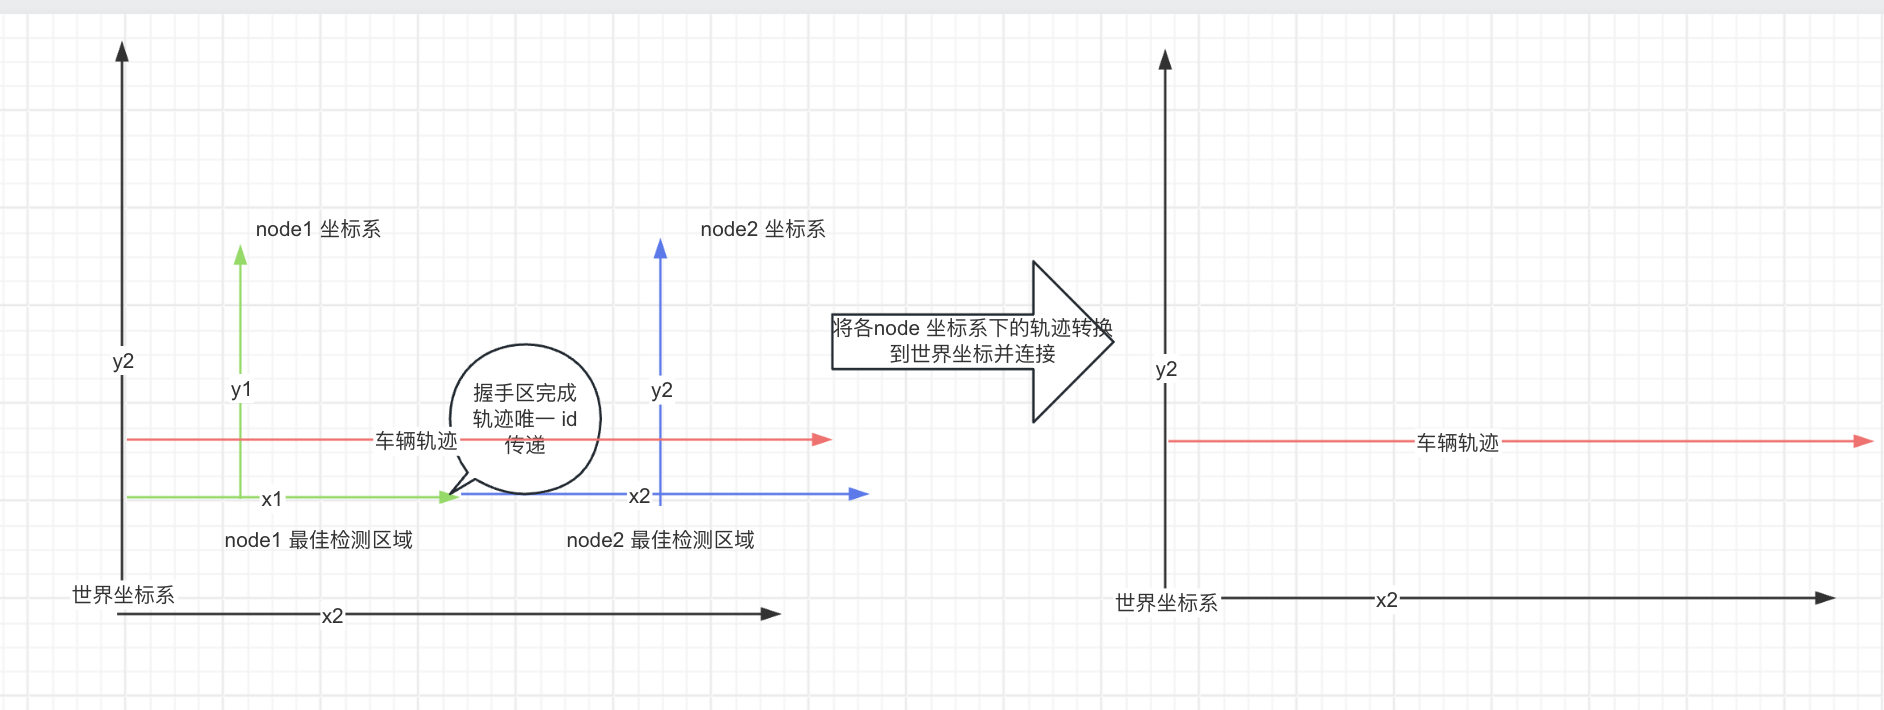 node1 坐标系
node2 坐标系
y2
y1
握手区完成
轨迹唯一 id
传递
y2
车辆轨迹
x1
x2
node1 最佳检测区域
node2 最佳检测区域
世界坐标系
x2
将各node 坐标系下的轨迹转换
到世界坐标并连接
y2
车辆轨迹
世界坐标系
x2